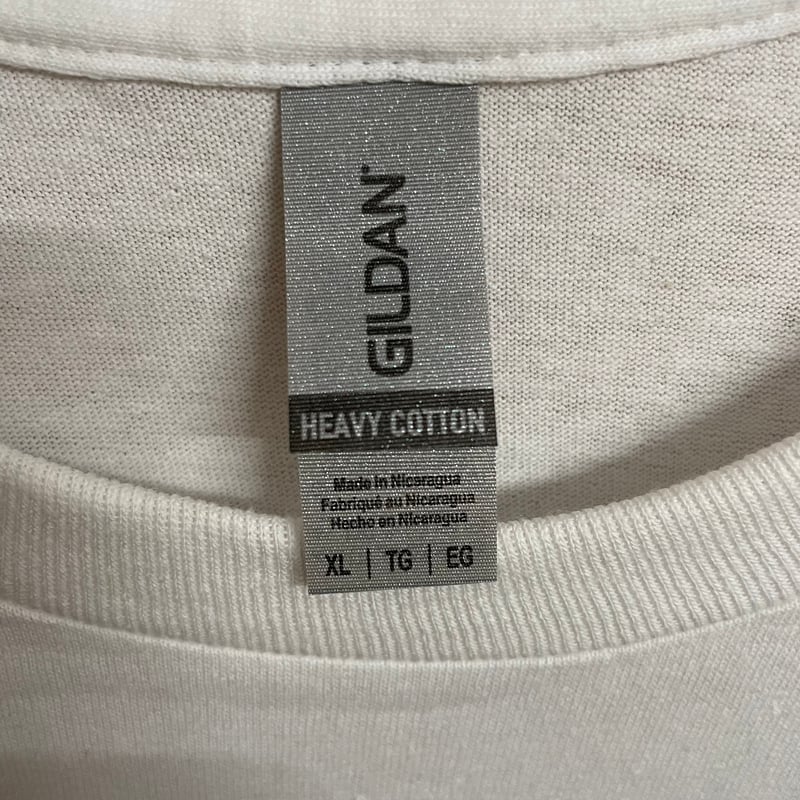 GILDAN
HEAVY COTTON
Made in Nicaragua
Fabriqué au Nicaragua
Hecho en Nicaragua
XL | TG | EG